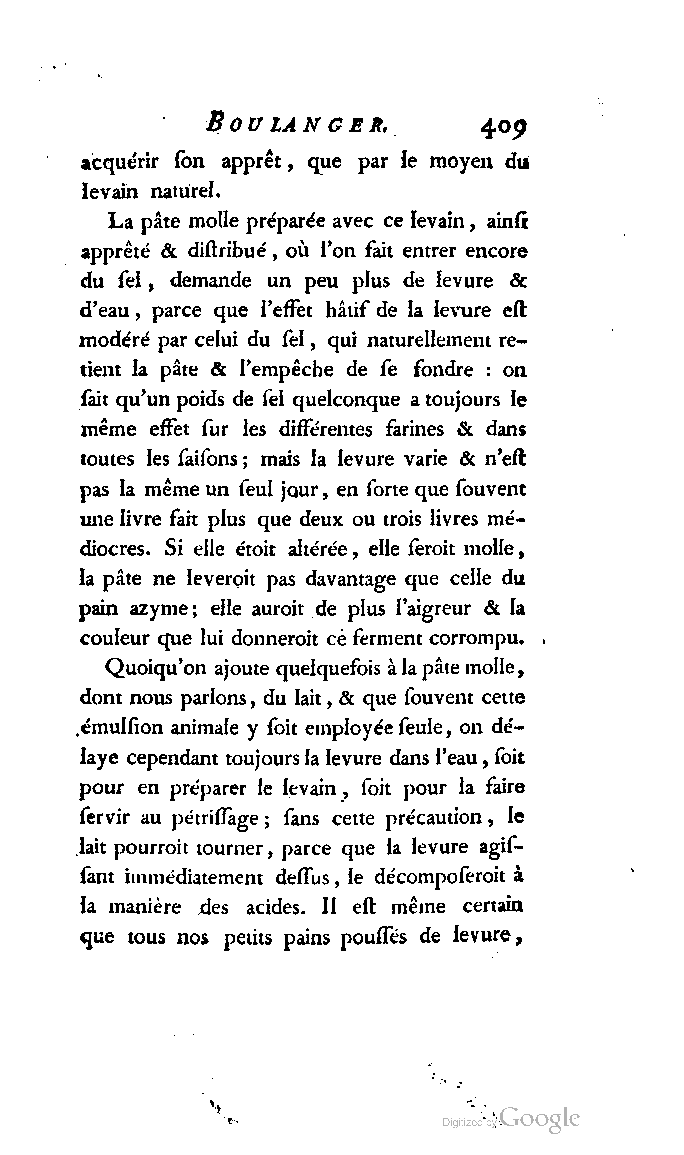 BOULANGER. 409
acquérir ſon apprêt, que par le moyen du
levain naturel.
La pâte molle préparée avec ce levain, ainſi
apprêté & diſtribué, où l'on fait entrer encore
du ſel, demande un peu plus de levure &
d'eau, parce que l'effet hâtif de la levure eſt
modéré par celui du ſel, qui naturellement re-
tient la pâte & l'empêche de ſe fondre : on
ſait qu'un poids de ſel quelconque a toujours le
même effet ſur les différentes farines & dans
toutes les ſaiſons; mais la levure varie & n'eſt
pas la même un ſeul jour, en ſorte que ſouvent
une livre fait plus que deux ou trois livres mé-
diocres. Si elle étoit altérée, elle ſeroit molle,
la pâte ne leveroit pas davantage que celle du
pain azyme; elle auroit de plus l'aigreur & la
couleur que lui donneroit cè ferment corrompu.
Quoiqu'on ajoute quelquefois à la pâte molle,
dont nous parlons, du lait, & que ſouvent cette
émulſion animale y ſoit employée ſeule, on dé-
laye cependant toujours la levure dans l'eau, ſoit
pour en préparer le levain, ſoit pour la faire
ſervir au pétriſſage; ſans cette précaution, le
lait pourroit tourner, parce que la levure agiſ-
ſant immédiatement deſſus, le décompoſeroit à
la manière des acides. Il eſt même certain
que tous nos petits pains pouſſés de levure,
Digitized by Google